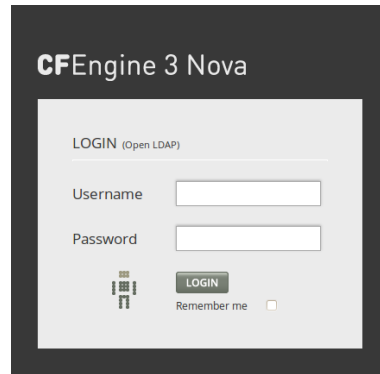 CFEngine 3 Nova
LOGIN (Open LDAP)
Username
Password
LOGIN
Remember me